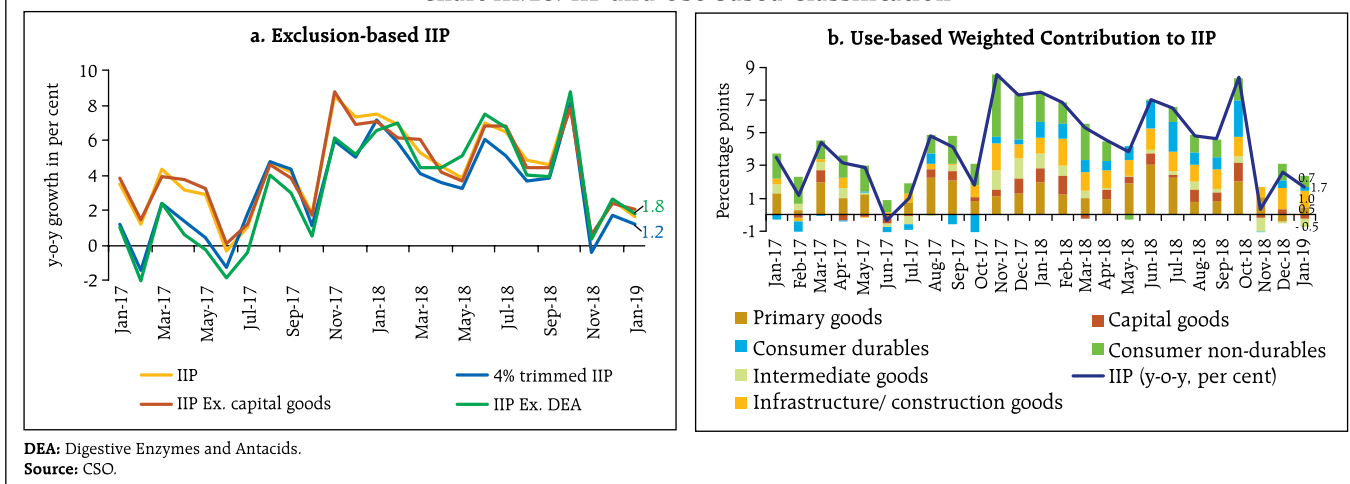 a. Exclusion-based IIP
y-o-y growth in per cent
10
8
6
4
2
0
-2
1.8
1.2
Jan-17
Mar-17
May-17
Jul-17
Sep-17
Nov-17
Jan-18
Mar-18
May-18
Jul-18
Sep-18
Nov-18
Jan-19
IIP
4% trimmed IIP
IIP Ex. capital goods
IIP Ex. DEA
b. Use-based Weighted Contribution to IIP
Percentage points
9
7
5
3
1
-1
0.7
1.7
1.0
0.5
-0.5
Jan-17
Feb-17
Mar-17
Apr-17
May-17
Jun-17
Jul-17
Aug-17
Sep-17
Oct-17
Nov-17
Dec-17
Jan-18
Feb-18
Mar-18
Apr-18
May-18
Jun-18
Jul-18
Aug-18
Sep-18
Oct-18
Nov-18
Dec-18
Jan-19
Primary goods
Capital goods
Consumer durables
Consumer non-durables
Intermediate goods
IIP (y-o-y, per cent)
Infrastructure/ construction goods
DEA: Digestive Enzymes and Antacids.
Source: CSO.